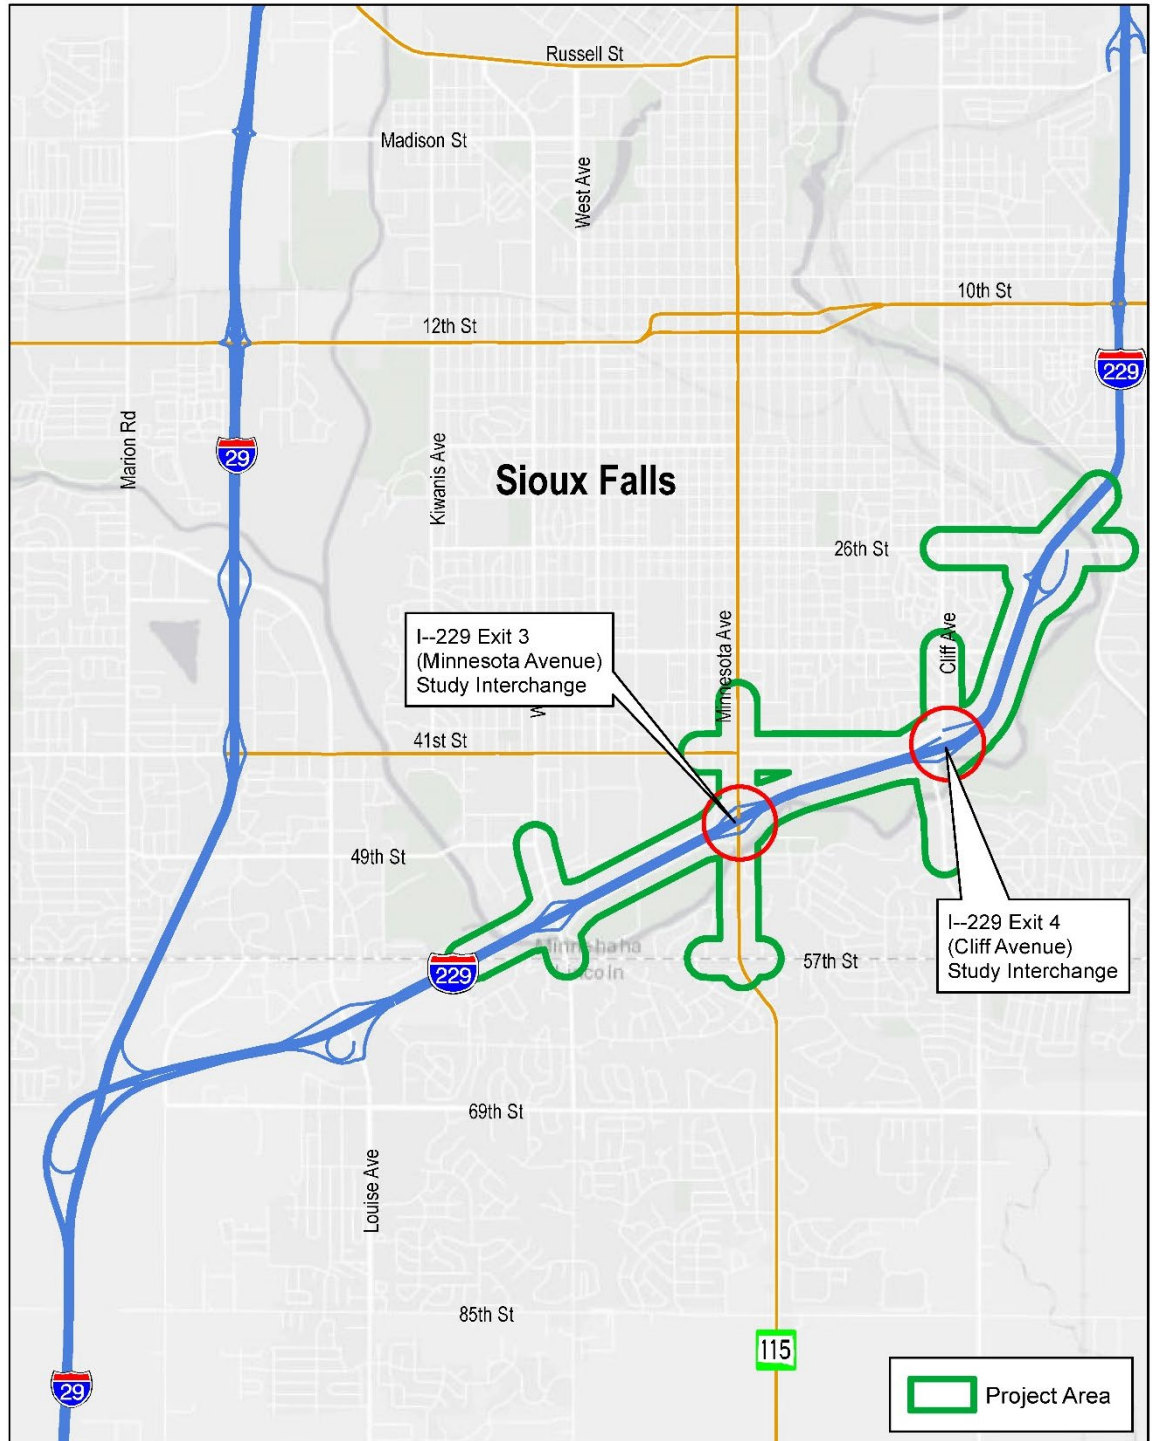 Russell St
Madison St
West Ave
10th St
12th St
229
Marion Rd
29
Kiwanis Ave
Sioux Falls
26th St
I--229 Exit 3
(Minnesota Avenue)
Study Interchange
Minnesota Ave
Cliff Ave
W
41st St
49th St
I--229 Exit 4
(Cliff Avenue)
Study Interchange
Minnehaha
Lincoln
57th St
229
69th St
Louise Ave
85th St
115
29
Project Area